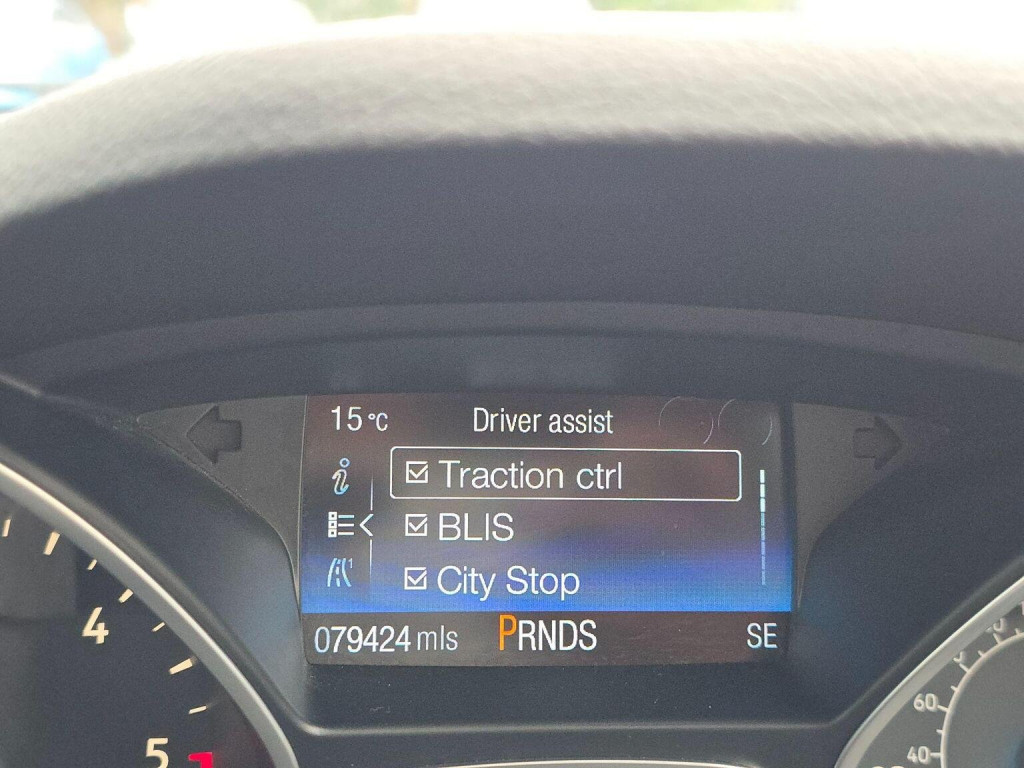 15 °C Driver assist
Traction ctrl
BLIS
City Stop
079424 mls PRNDS SE
4
5
60
40